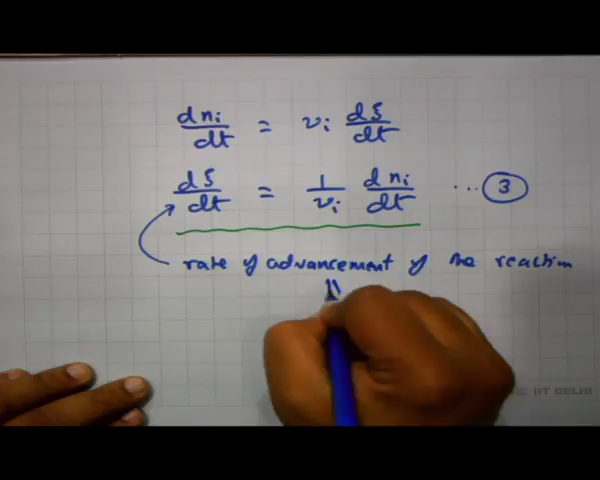 dni/dt = νi dξ/dt
dξ/dt = 1/νi dni/dt ... ③
rate of advancement of the reaction
© IIT DELHI